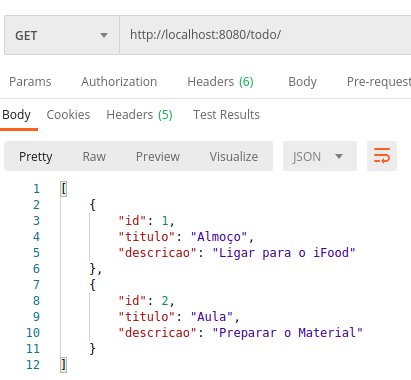 GET http://localhost:8080/todo/
Params Authorization Headers (6) Body Pre-request
Body Cookies Headers (5) Test Results
Pretty Raw Preview Visualize JSON
1 [
2 {
3 "id": 1,
4 "titulo": "Almoço",
5 "descricao": "Ligar para o iFood"
6 },
7 {
8 "id": 2,
9 "titulo": "Aula",
10 "descricao": "Preparar o Material"
11 }
12 ]